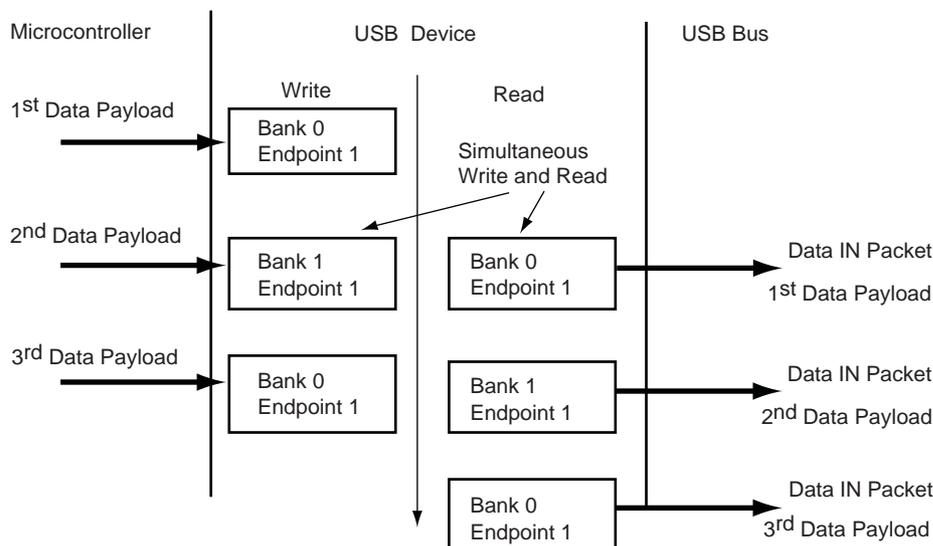 Microcontroller
USB Device
USB Bus
Write
Read
1st Data Payload
Bank 0
Endpoint 1
Simultaneous
Write and Read
2nd Data Payload
Bank 1
Endpoint 1
Bank 0
Endpoint 1
Data IN Packet
1st Data Payload
3rd Data Payload
Bank 0
Endpoint 1
Bank 1
Endpoint 1
Data IN Packet
2nd Data Payload
Bank 0
Endpoint 1
Data IN Packet
3rd Data Payload